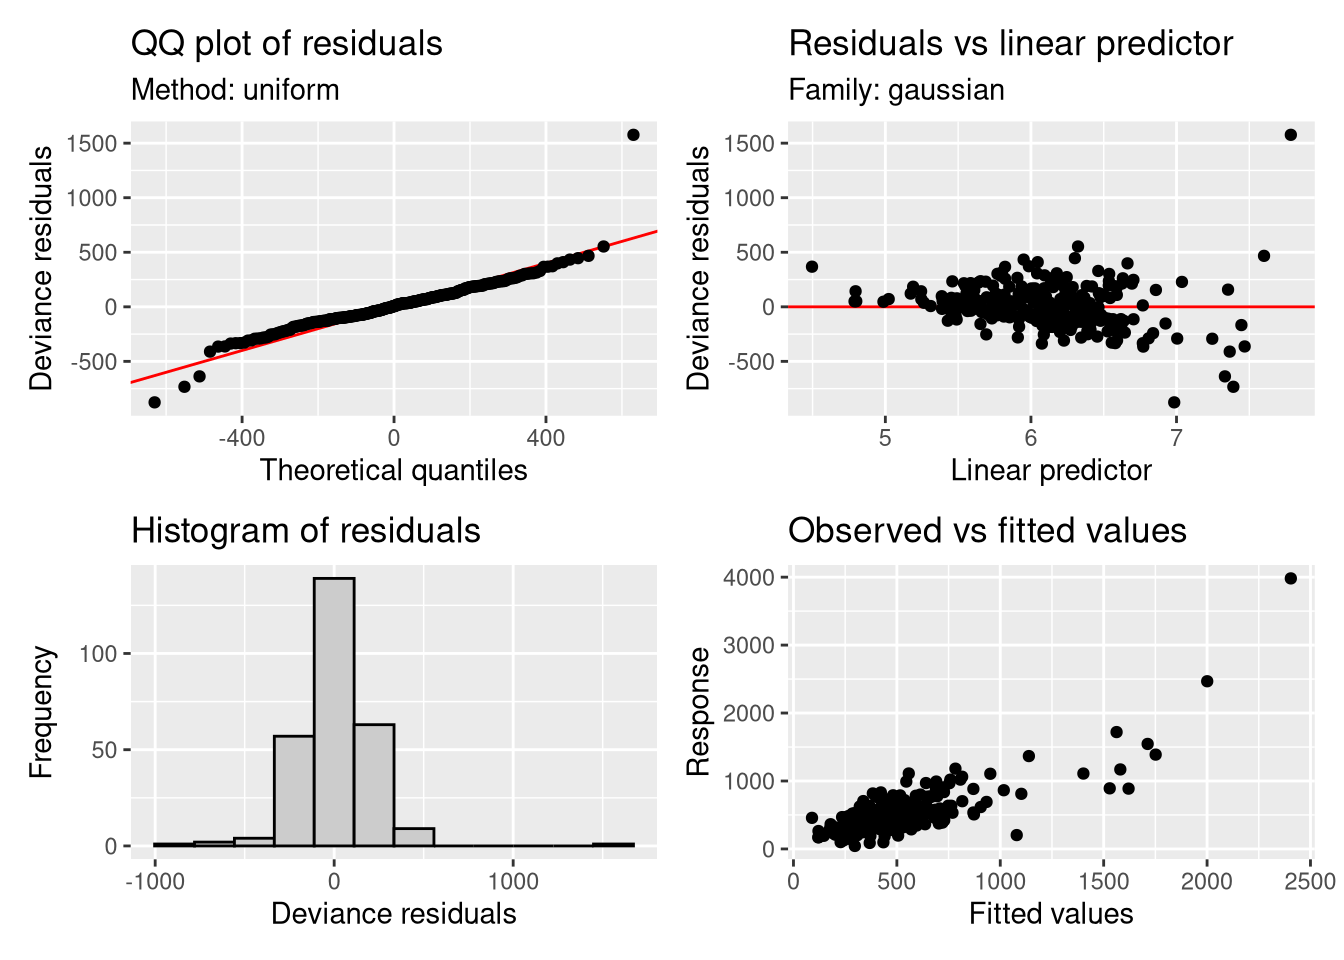 QQ plot of residuals
Method: uniform
1500
1000
500
0
-500
Deviance residuals
-400
0
400
Theoretical quantiles
Residuals vs linear predictor
Family: gaussian
1500
1000
500
0
-500
Deviance residuals
5
6
7
Linear predictor
Histogram of residuals
100
50
0
Frequency
-1000
0
1000
Deviance residuals
Observed vs fitted values
4000
3000
2000
1000
0
Response
0
500
1000
1500
2000
2500
Fitted values